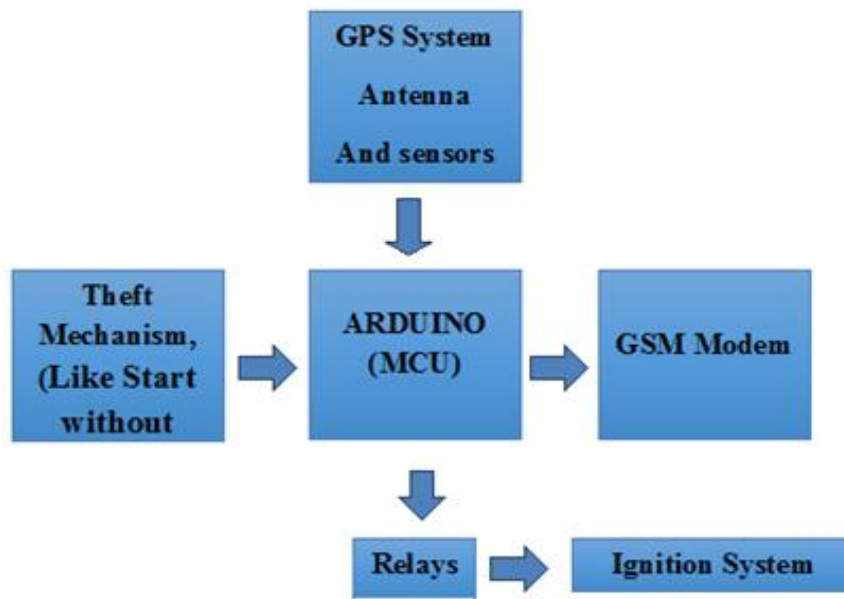 GPS System
Antenna
And sensors
Theft
Mechanism,
(Like Start
without
ARDUINO
(MCU)
GSM Modem
Relays
Ignition System